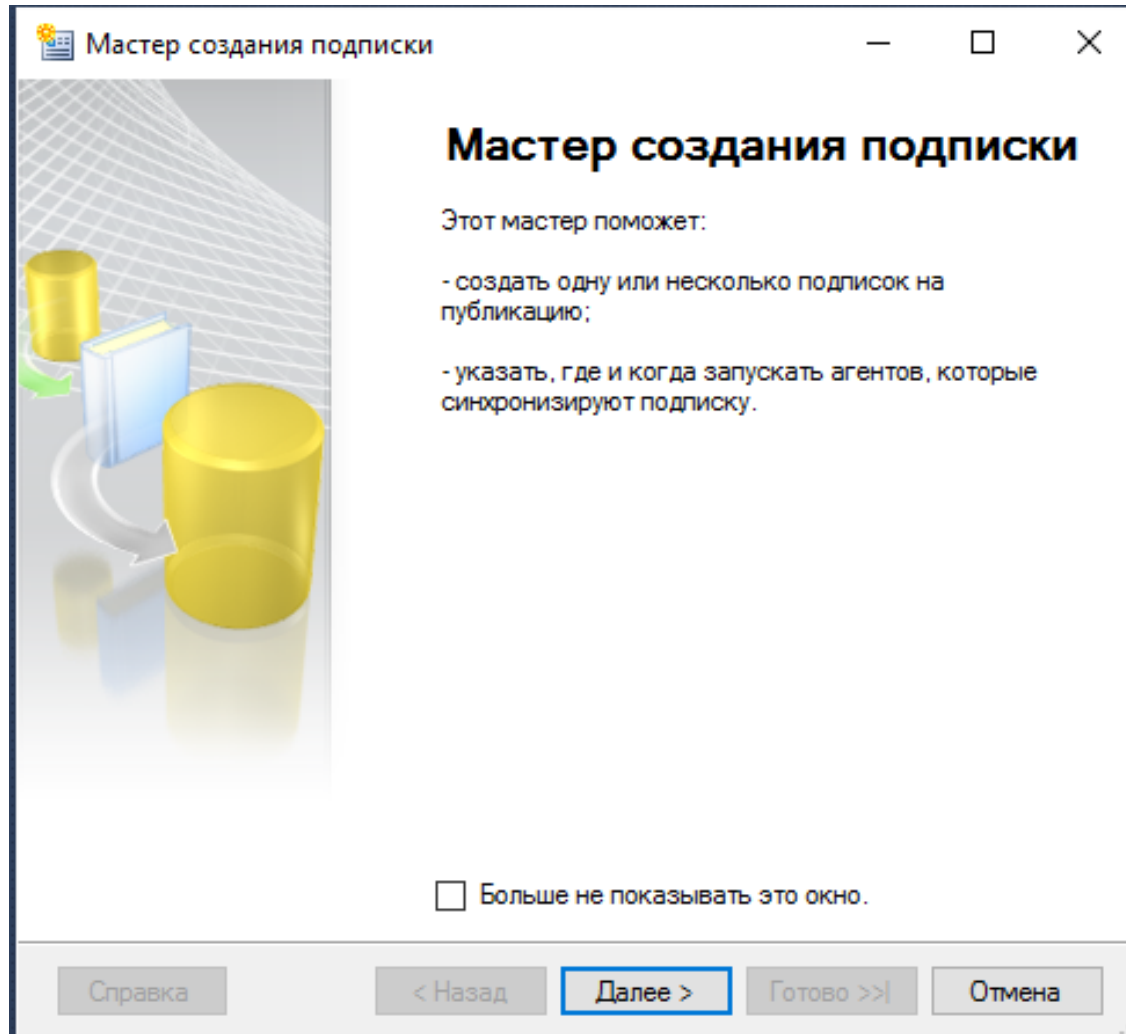 Мастер создания подписки
Мастер создания подписки
Этот мастер поможет:
- создать одну или несколько подписок на
публикацию;
- указать, где и когда запускать агентов, которые
синхронизируют подписку.
Больше не показывать это окно.
Справка
< Назад
Далее >
Готово >>|
Отмена